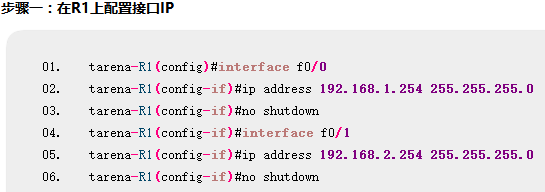 步骤一：在R1上配置接口IP
01. tarena-R1(config)#interface f0/0
02. tarena-R1(config-if)#ip address 192.168.1.254 255.255.255.0
03. tarena-R1(config-if)#no shutdown
04. tarena-R1(config-if)#interface f0/1
05. tarena-R1(config-if)#ip address 192.168.2.254 255.255.255.0
06. tarena-R1(config-if)#no shutdown